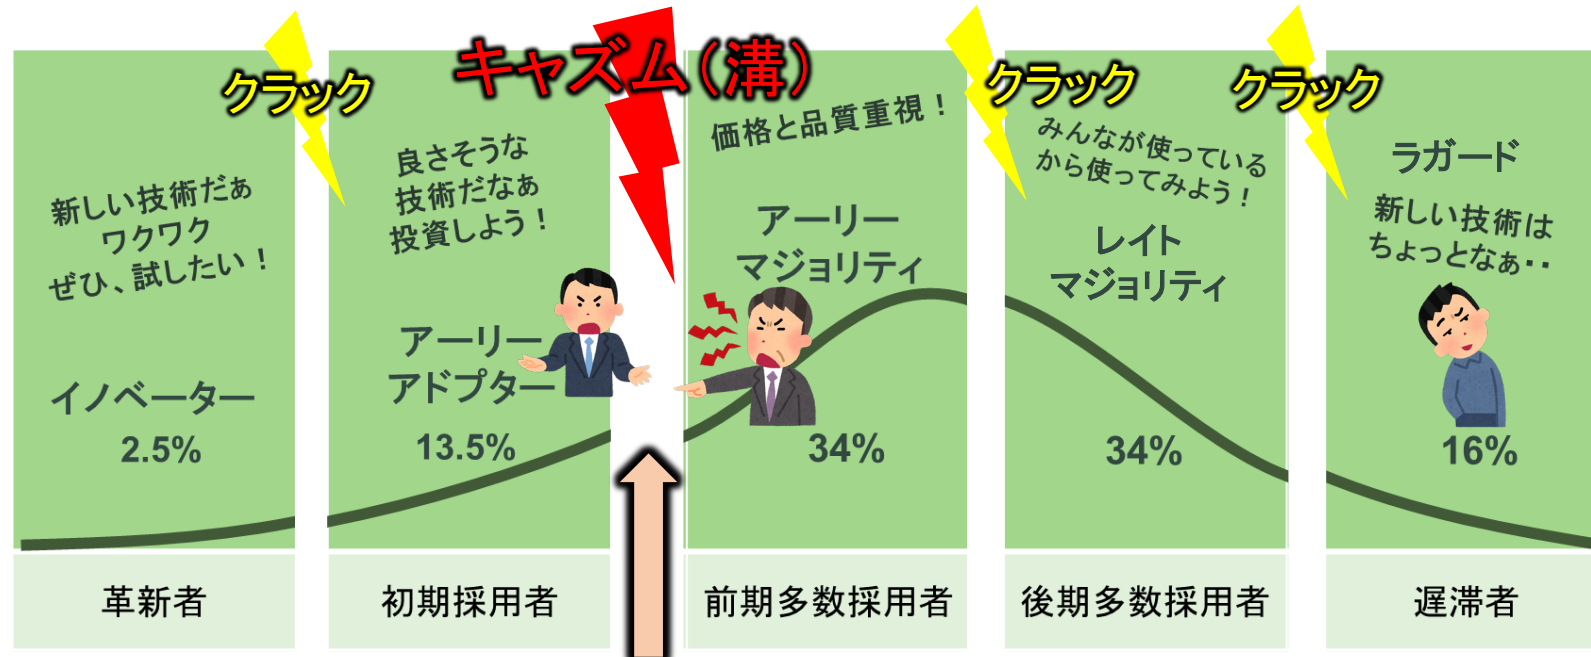 クラック
キャズム(溝)
クラック
クラック
新しい技術だぁ
ワクワク
ぜひ、試したい！
イノベーター
2.5%
良さそうな
技術だなぁ
投資しよう！
アーリー
アドプター
13.5%
価格と品質重視！
アーリー
マジョリティ
34%
みんなが使っている
から使ってみよう！
レイト
マジョリティ
34%
ラガード
新しい技術は
ちょっとなぁ・・
16%
革新者
初期採用者
前期多数採用者
後期多数採用者
遅滞者